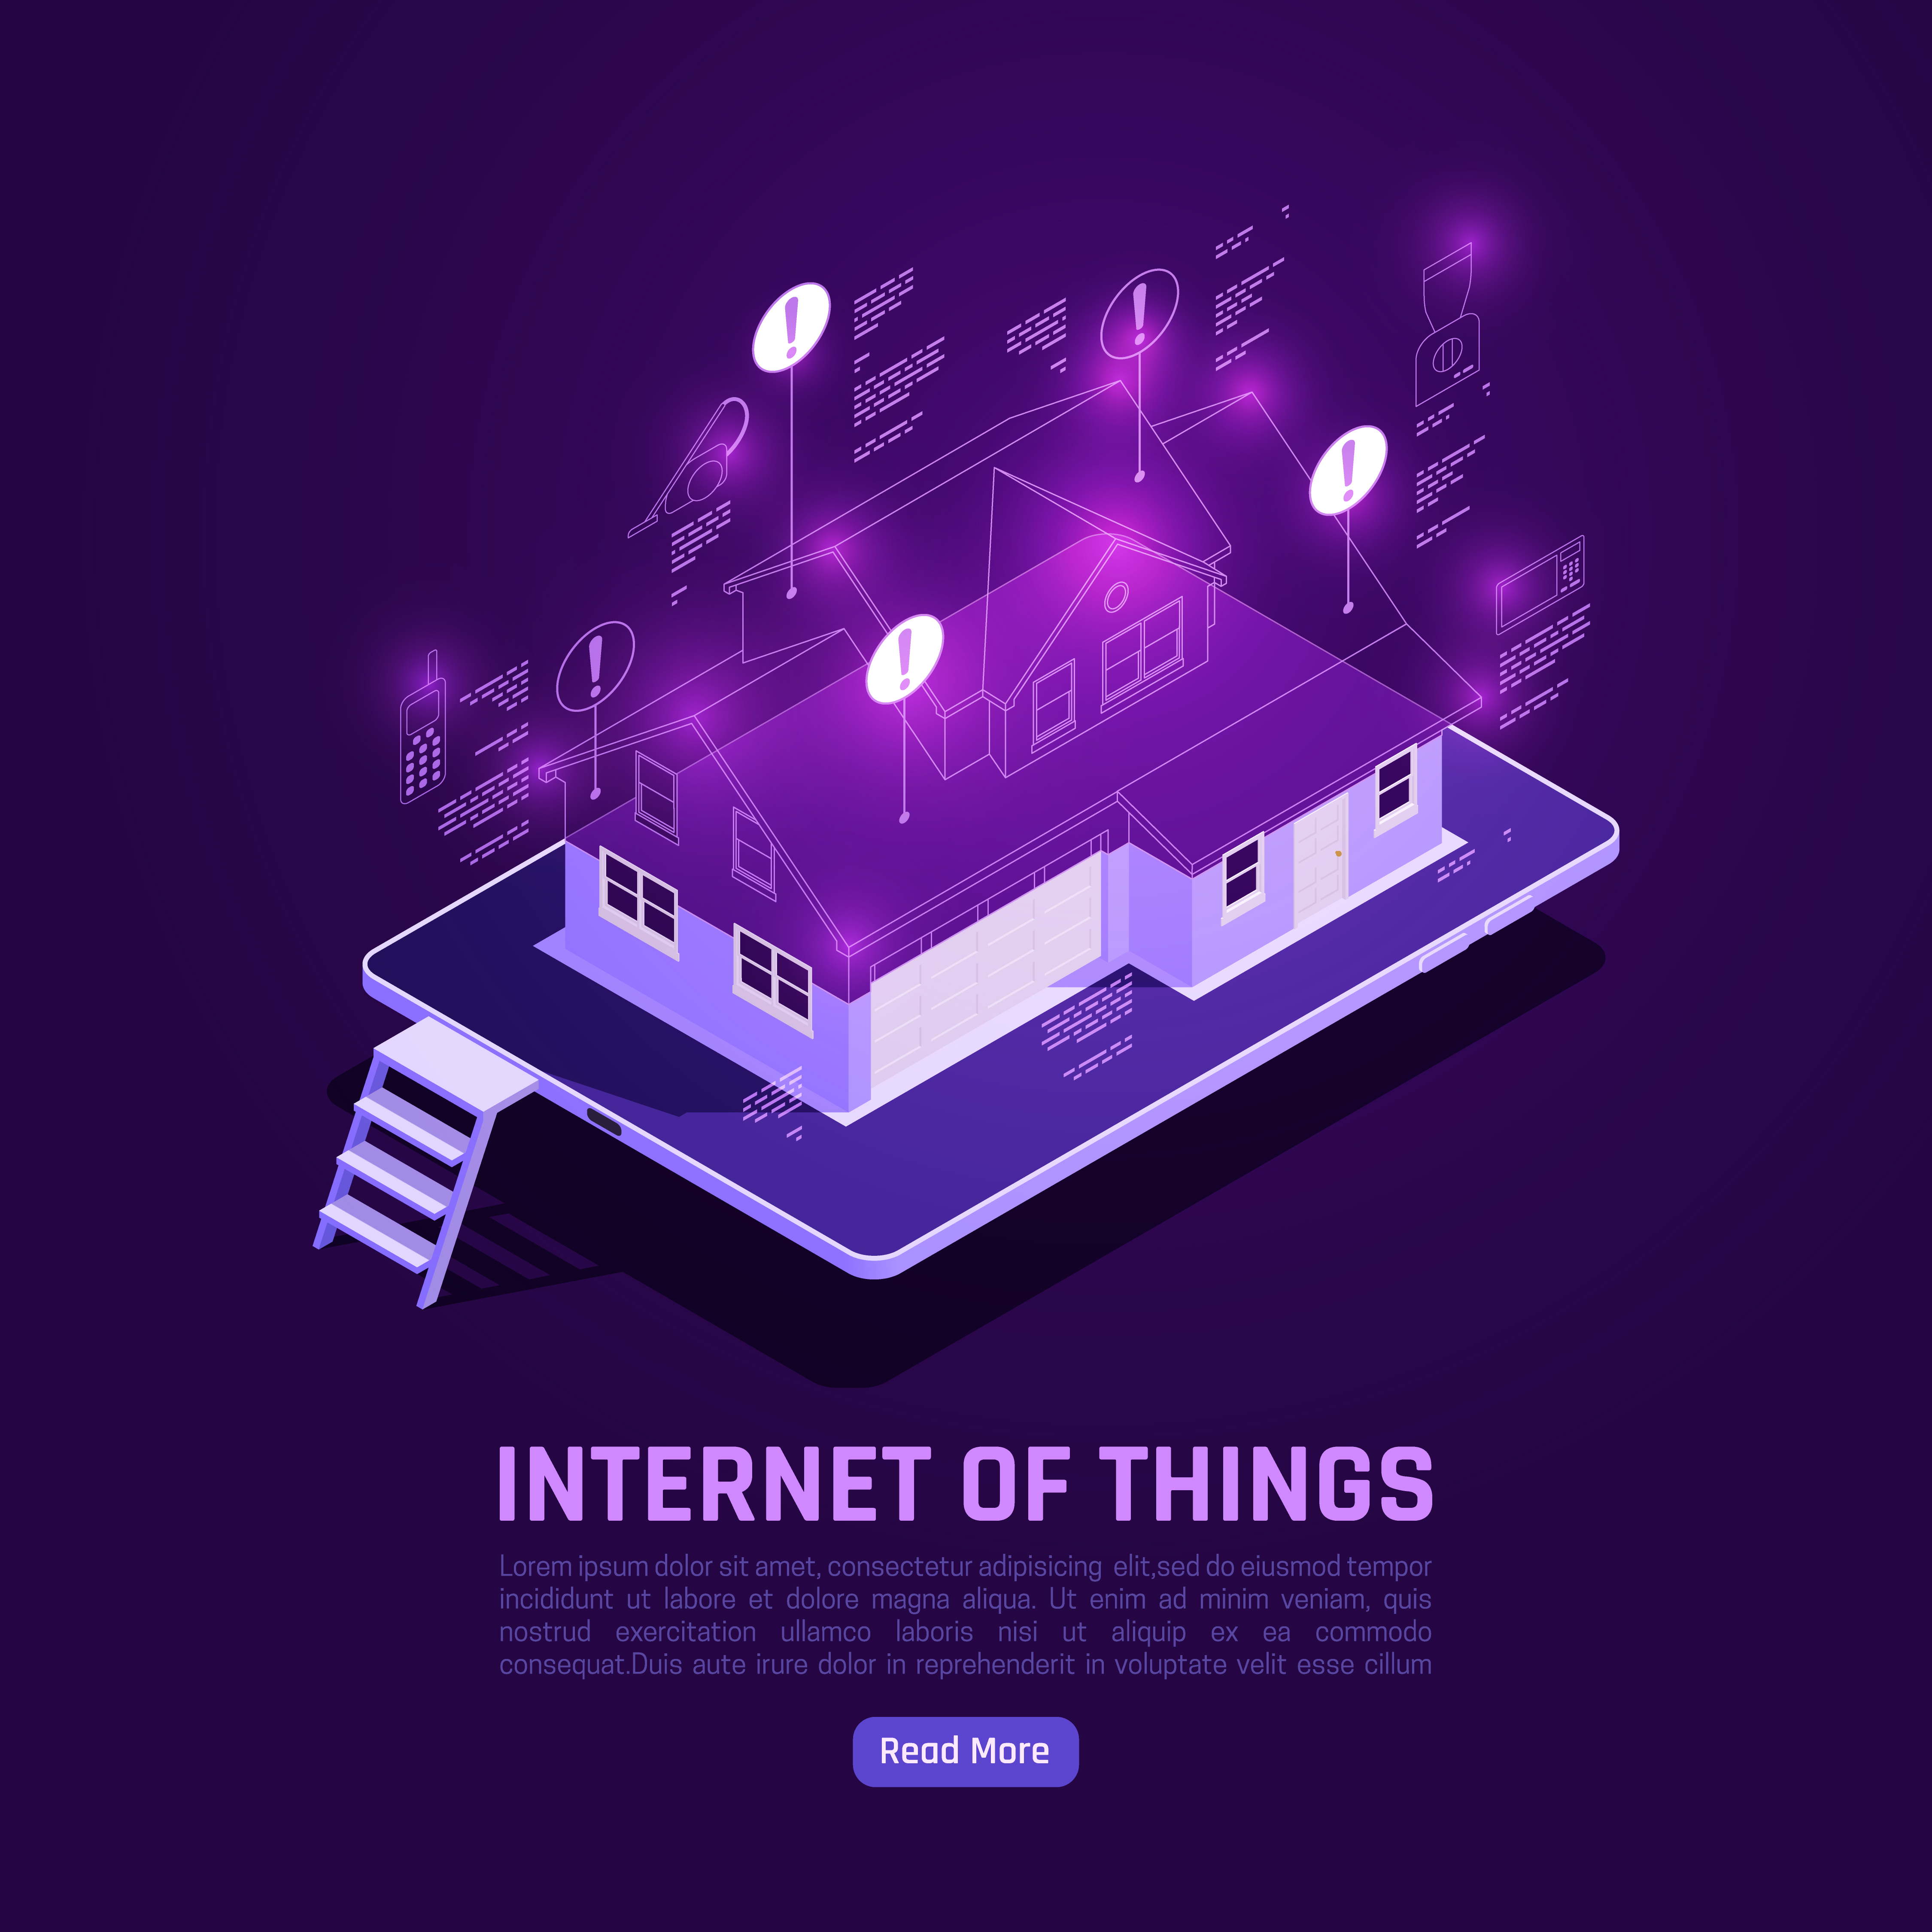 INTERNET OF THINGS
Lorem ipsum dolor sit amet, consectetur adipisicing elit,sed do eiusmod tempor
incididunt ut labore et dolore magna aliqua. Ut enim ad minim veniam, quis
nostrud exercitation ullamco laboris nisi ut aliquip ex ea commodo
consequat.Duis aute irure dolor in reprehenderit in voluptate velit esse cillum
Read More